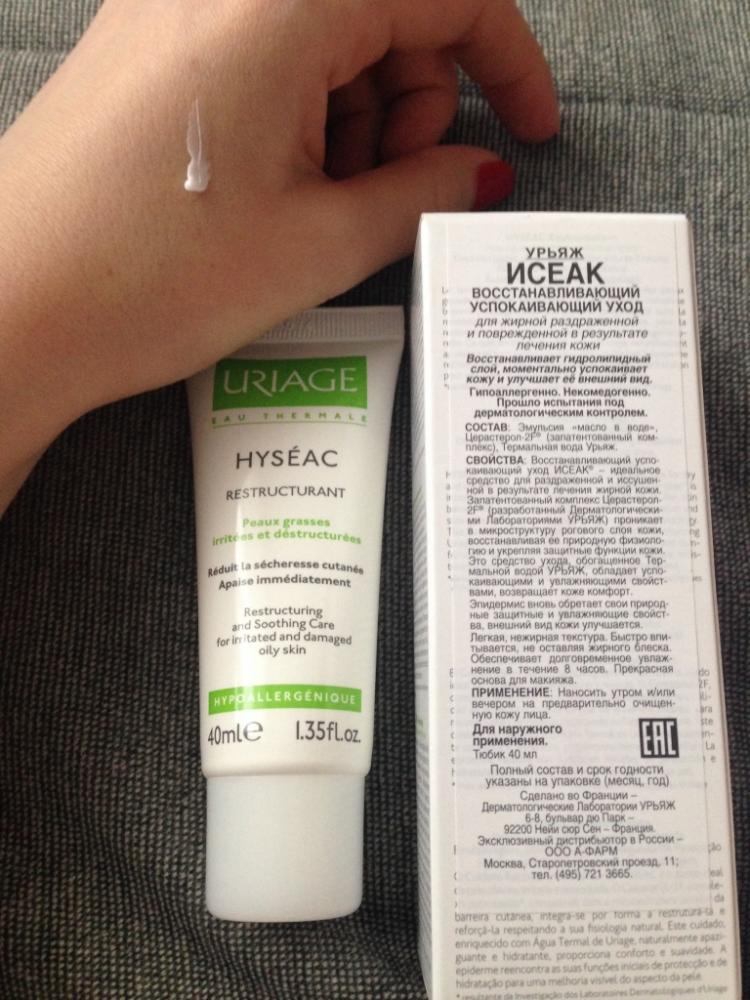 URIAGE
EAU THERMALE
HYSÉAC
RESTRUCTURANT
Peaux grasses
irritées et déstructurées
Réduit la sécheresse cutanée
Apaise immédiatement
Restructuring
and Soothing Care
for irritated and damaged
oily skin
HYPOALLERGÉNIQUE
40ml℮ 1.35fl.oz.
УРЬЯЖ
ИСЕАК
ВОССТАНАВЛИВАЮЩИЙ
УСПОКАИВАЮЩИЙ УХОД
для жирной раздраженной
и поврежденной в результате
лечения кожи
Восстанавливает гидролипидный
слой, моментально успокаивает
кожу и улучшает её внешний вид.
Гипоаллергенно. Некомедогенно.
Прошло испытания под
дерматологическим контролем.
СОСТАВ: Эмульсия «масло в воде»,
Церастерол-2F® (запатентованный ком-
плекс), Термальная вода Урьяж.
СВОЙСТВА: Восстанавливающий успо-
каивающий уход ИСЕАК® – идеальное
средство для раздраженной и иссушен-
ной в результате лечения жирной кожи.
Запатентованный комплекс Церастерол-
2F® (разработанный Дерматологически-
ми Лабораториями УРЬЯЖ) проникает
в микроструктуру рогового слоя кожи,
восстанавливая ее природную физиоло-
гию и укрепляя защитные функции кожи.
Это средство ухода, обогащенное Тер-
мальной водой УРЬЯЖ, обладает успо-
каивающими и увлажняющими свойст-
вами, возвращает коже комфорт.
Эпидермис вновь обретает свои природ-
ные защитные и увлажняющие свойст-
ва, внешний вид кожи улучшается.
Легкая, нежирная текстура. Быстро впи-
тывается, не оставляя жирного блеска.
Обеспечивает долговременное увлаж-
нение в течение 8 часов. Прекрасная
основа для макияжа.
ПРИМЕНЕНИЕ: Наносить утром и/или
вечером на предварительно очищен-
ную кожу лица.
Для наружного
применения.
Тюбик 40 мл
EAC
Полный состав и срок годности
указаны на упаковке (месяц, год)
Сделано во Франции –
Дерматологические Лаборатории УРЬЯЖ
6-8, бульвар дю Парк –
92200 Нейи сюр Сен – Франция.
Эксклюзивный дистрибьютор в России –
ООО А-ФАРМ
Москва, Старопетровский проезд, 11;
тел. (495) 721 3665.
barreira cutânea, integra-se por forma a restruturá-la e
reforçá-la respeitando a sua fisiologia natural. Este cuidado,
enriquecido com Água Termal de Uriage, naturalmente apazi-
guante e hidratante, proporciona conforto e suavidade. A
epiderme reencontra as suas funções iniciais de protecção e de
hidratação para uma melhoria visível do aspecto da pele.
* resultante da Investigação dos Laboratoires Dermatologiques d'Uriage